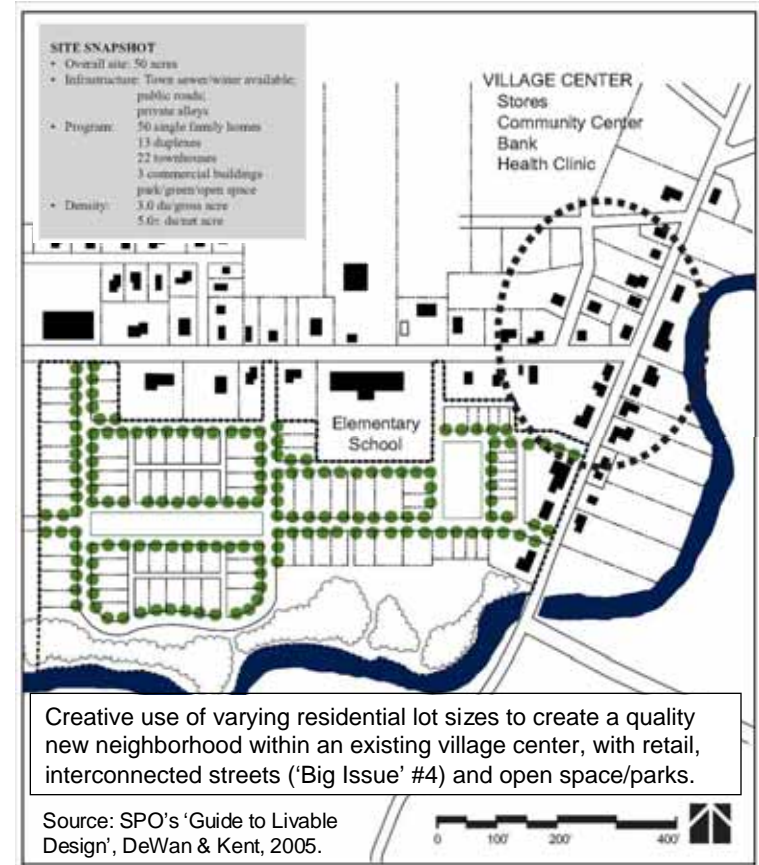 SITE SNAPSHOT
• Overall site: 50 acres
• Infrastructure: Town sewer/water available;
public roads;
private alleys
• Program: 50 single family homes
13 duplexes
22 townhouses
3 commercial buildings
park/green/open space
• Density: 3.0 du/gross acre
5.0± du/net acre
VILLAGE CENTER
Stores
Community Center
Bank
Health Clinic
Elementary
School
Creative use of varying residential lot sizes to create a quality
new neighborhood within an existing village center, with retail,
interconnected streets (‘Big Issue’ #4) and open space/parks.
Source: SPO’s ‘Guide to Livable
Design’, DeWan & Kent, 2005.
0 100' 200' 400'